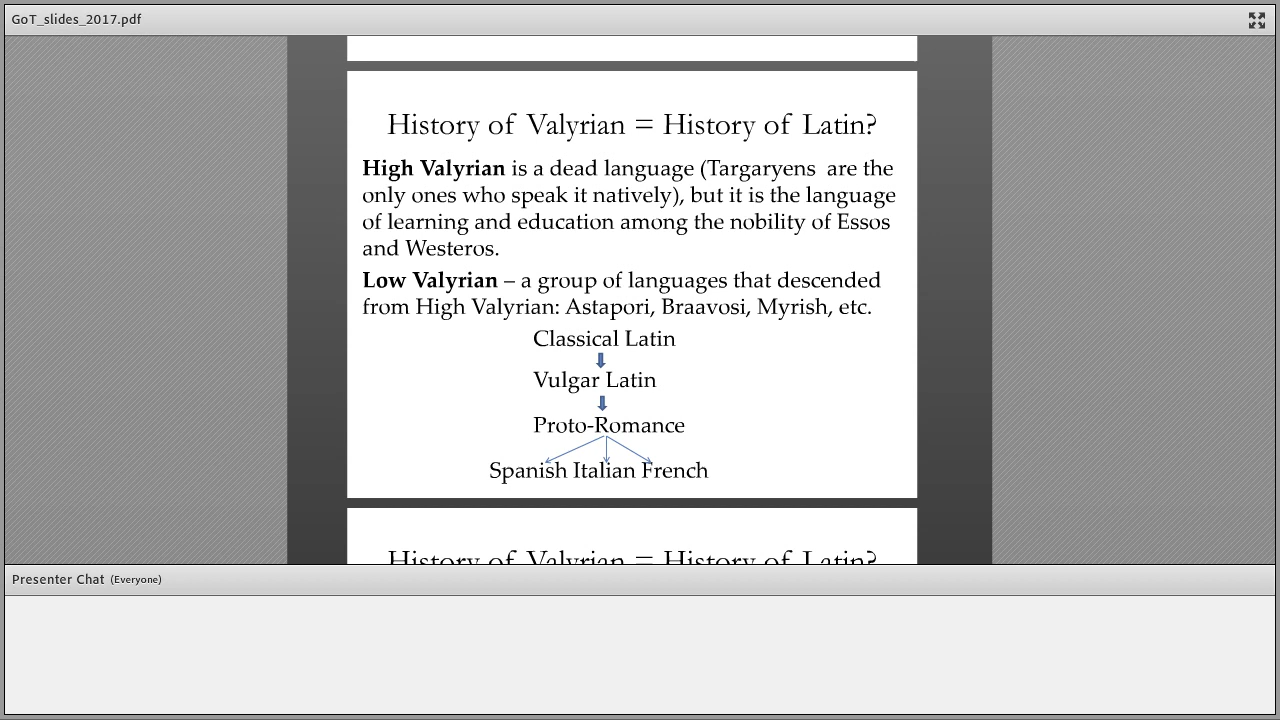 GoT_slides_2017.pdf
History of Valyrian = History of Latin?
High Valyrian is a dead language (Targaryens are the
only ones who speak it natively), but it is the language
of learning and education among the nobility of Essos
and Westeros.
Low Valyrian – a group of languages that descended
from High Valyrian: Astapori, Braavosi, Myrish, etc.
Classical Latin
Vulgar Latin
Proto-Romance
Spanish Italian French
History of Valyrian = History of Latin?
Presenter Chat (Everyone)